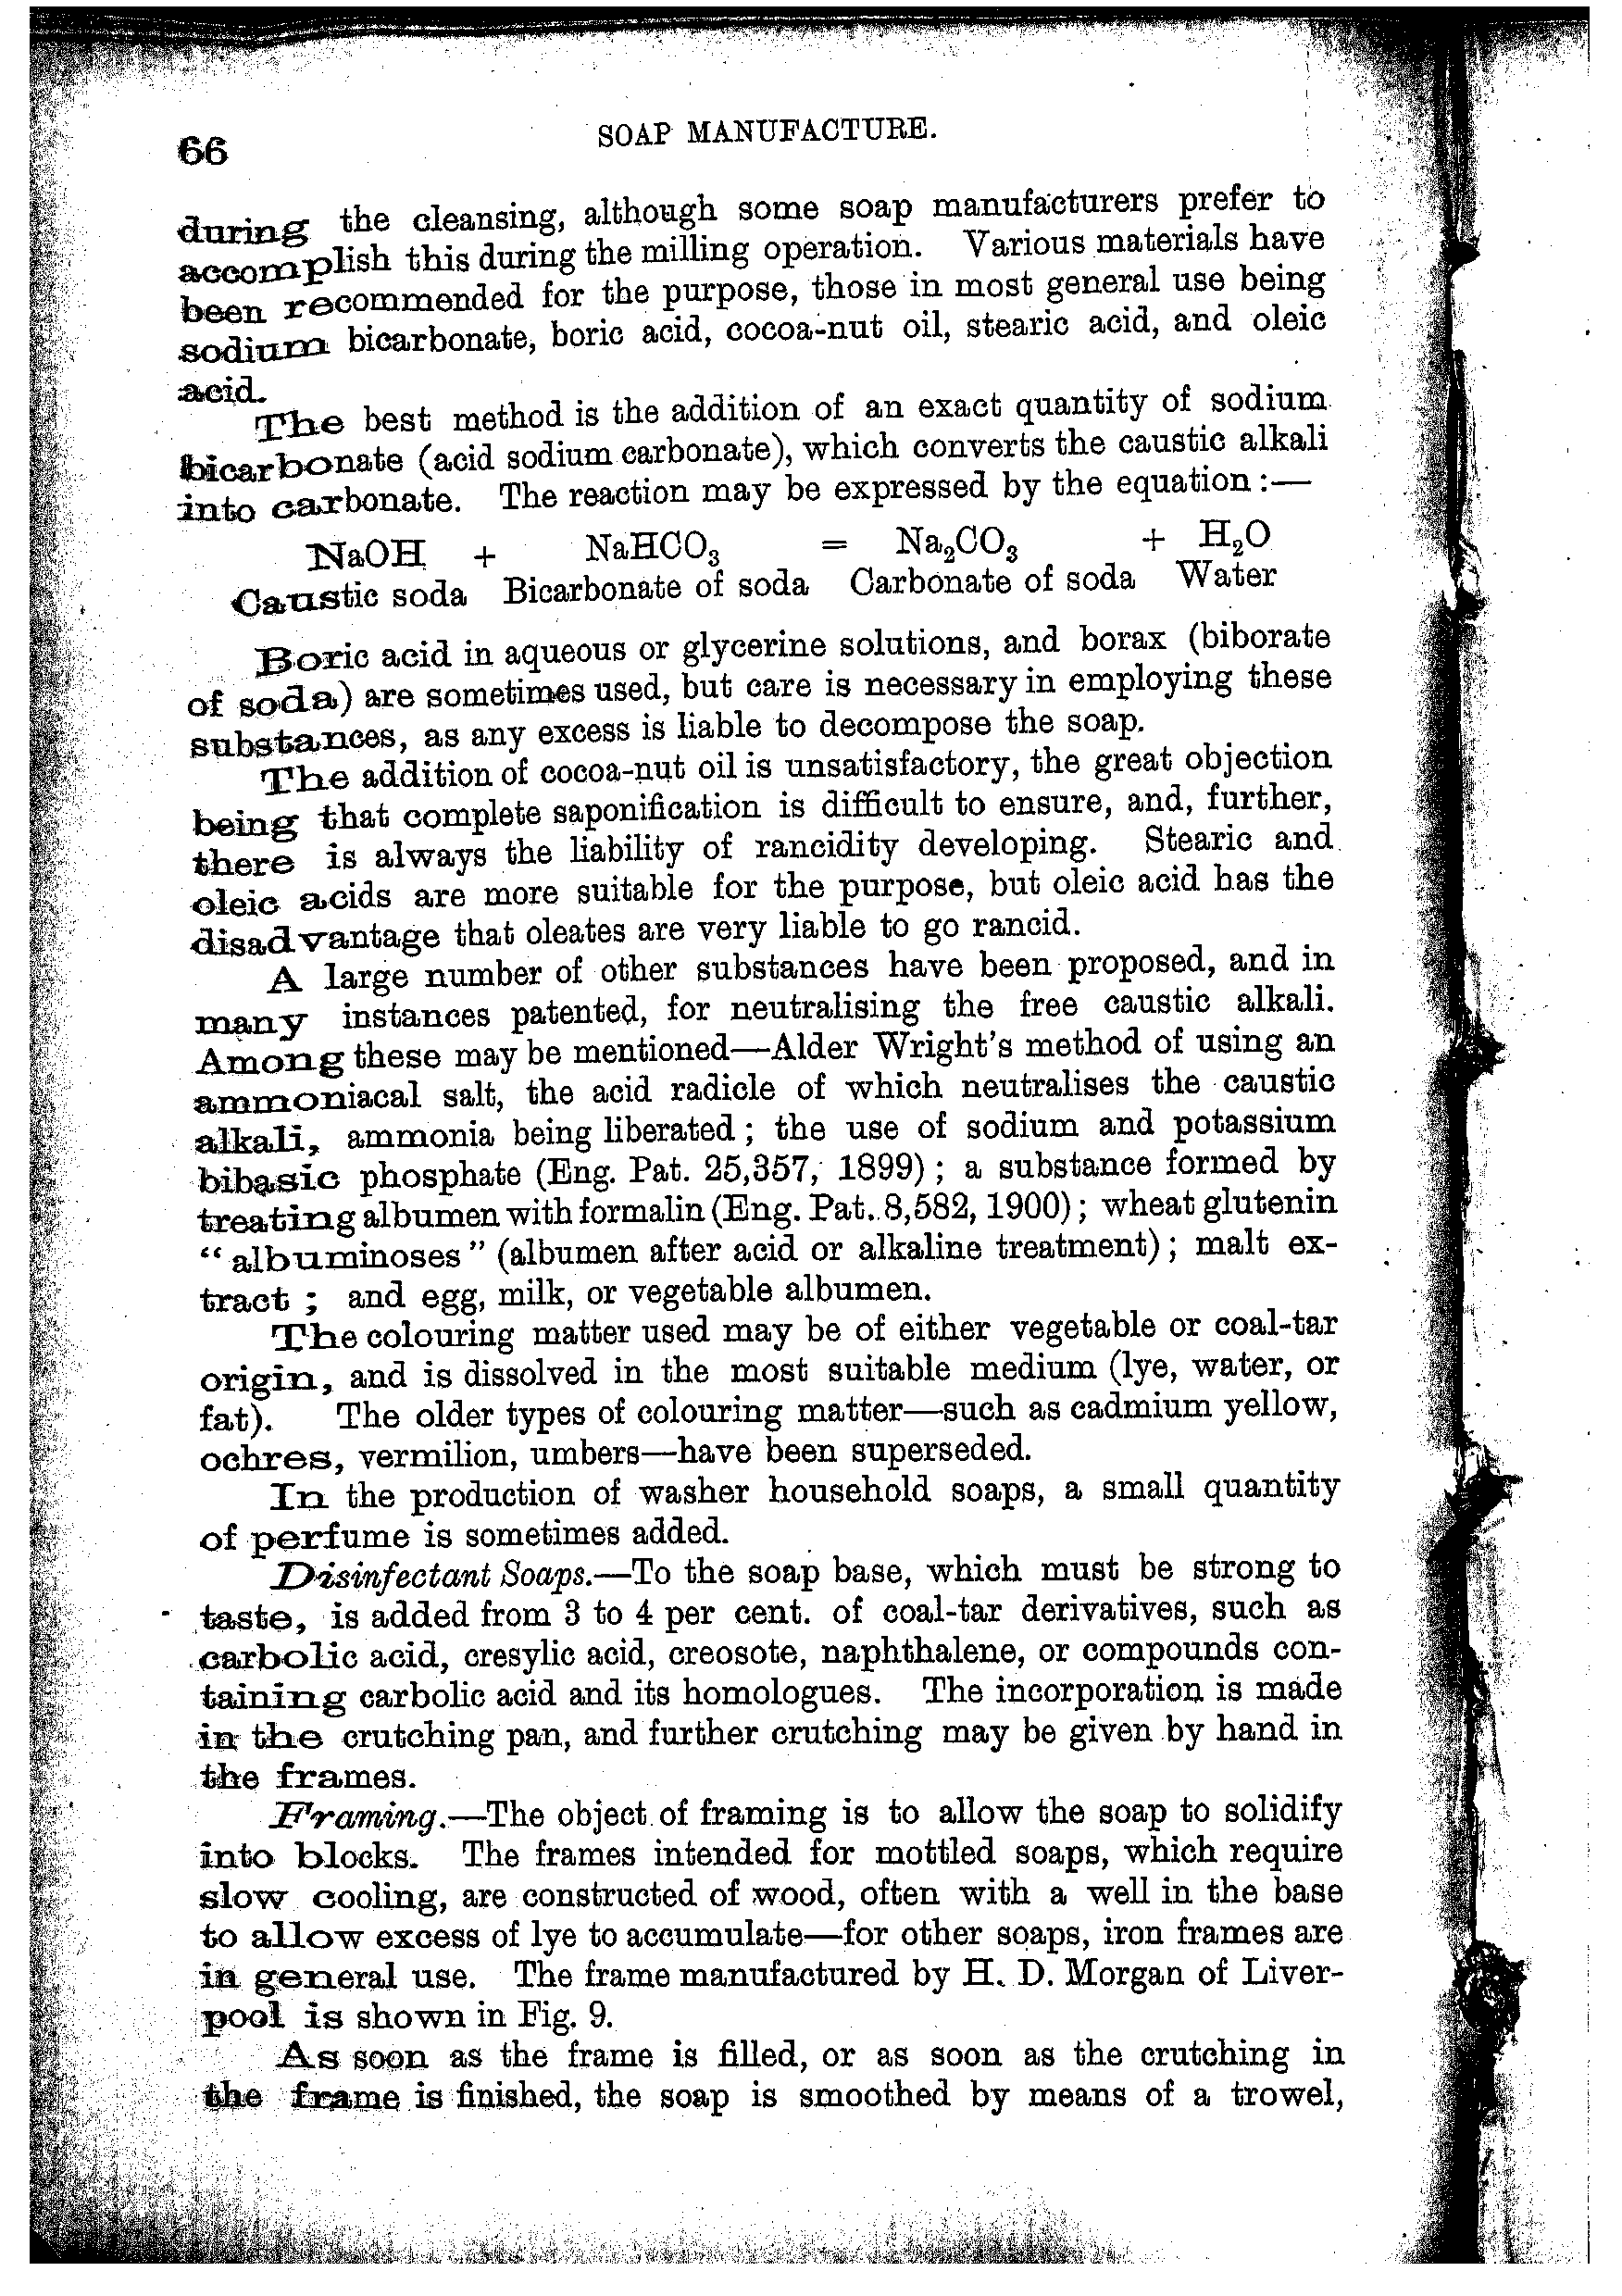 66
SOAP MANUFACTURE.
during the cleansing, although some soap manufacturers prefer to
accomplish this during the milling operation. Various materials have
been recommended for the purpose, those in most general use being
sodium bicarbonate, boric acid, cocoa-nut oil, stearic acid, and oleic
acid.
The best method is the addition of an exact quantity of sodium
bicarbonate (acid sodium carbonate), which converts the caustic alkali
into carbonate. The reaction may be expressed by the equation :—
NaOH + NaHCO₃ = Na₂CO₃ + H₂O
Caustic soda Bicarbonate of soda Carbonate of soda Water
Boric acid in aqueous or glycerine solutions, and borax (biborate
of soda) are sometimes used, but care is necessary in employing these
substances, as any excess is liable to decompose the soap.
The addition of cocoa-nut oil is unsatisfactory, the great objection
being that complete saponification is difficult to ensure, and, further,
there is always the liability of rancidity developing. Stearic and
oleic acids are more suitable for the purpose, but oleic acid has the
disadvantage that oleates are very liable to go rancid.
A large number of other substances have been proposed, and in
many instances patented, for neutralising the free caustic alkali.
Among these may be mentioned—Alder Wright's method of using an
ammoniacal salt, the acid radicle of which neutralises the caustic
alkali, ammonia being liberated ; the use of sodium and potassium
bibasic phosphate (Eng. Pat. 25,357, 1899) ; a substance formed by
treating albumen with formalin (Eng. Pat. 8,582, 1900) ; wheat glutenin
" albuminoses " (albumen after acid or alkaline treatment) ; malt ex-
tract ; and egg, milk, or vegetable albumen.
The colouring matter used may be of either vegetable or coal-tar
origin, and is dissolved in the most suitable medium (lye, water, or
fat). The older types of colouring matter—such as cadmium yellow,
ochres, vermilion, umbers—have been superseded.
In the production of washer household soaps, a small quantity
of perfume is sometimes added.
Disinfectant Soaps.—To the soap base, which must be strong to
taste, is added from 3 to 4 per cent. of coal-tar derivatives, such as
carbolic acid, cresylic acid, creosote, naphthalene, or compounds con-
taining carbolic acid and its homologues. The incorporation is made
in the crutching pan, and further crutching may be given by hand in
the frames.
Framing.—The object of framing is to allow the soap to solidify
into blocks. The frames intended for mottled soaps, which require
slow cooling, are constructed of wood, often with a well in the base
to allow excess of lye to accumulate—for other soaps, iron frames are
in general use. The frame manufactured by H. D. Morgan of Liver-
pool is shown in Fig. 9.
As soon as the frame is filled, or as soon as the crutching in
the frame is finished, the soap is smoothed by means of a trowel,